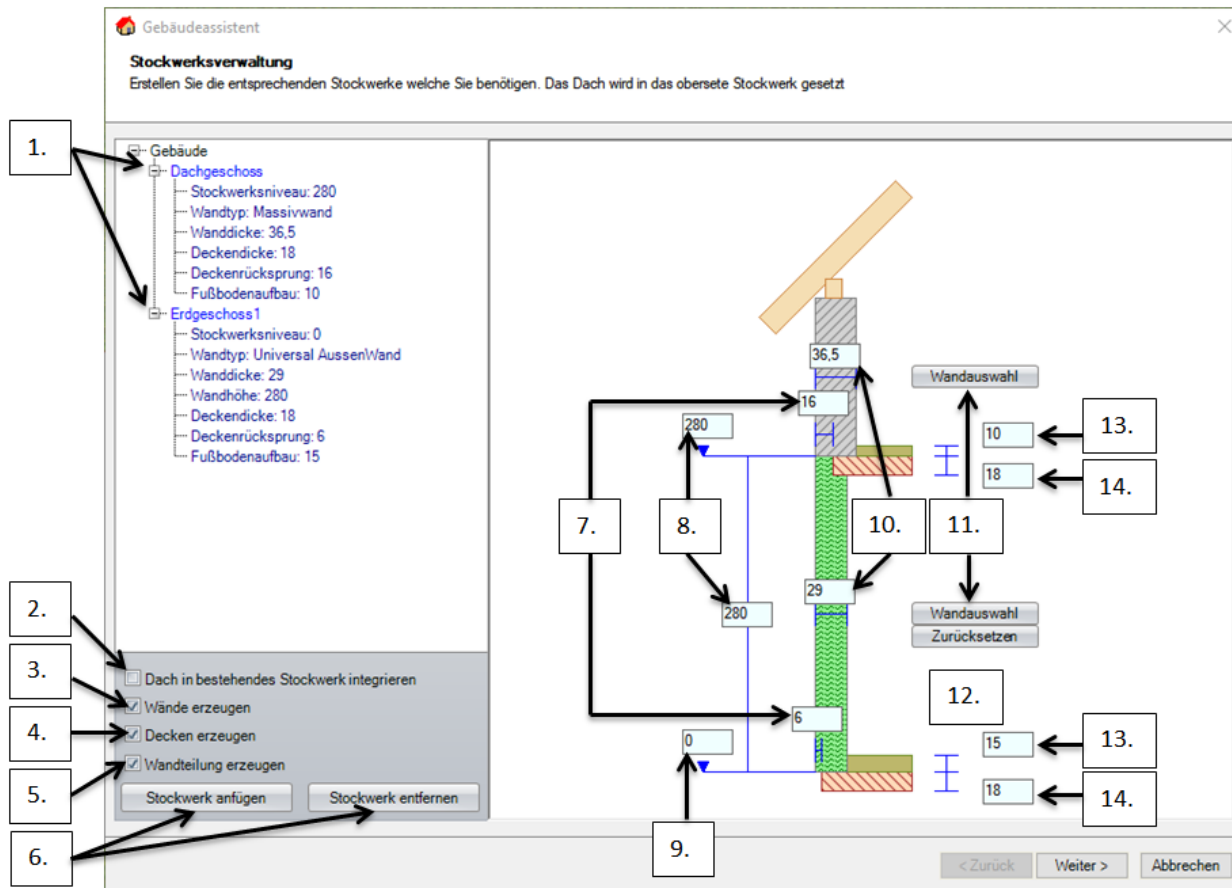 Gebäudeassistent
Stockwerksverwaltung
Erstellen Sie die entsprechenden Stockwerke welche Sie benötigen. Das Dach wird in das obersete Stockwerk gesetzt
1.
Gebäude
Dachgeschoss
Stockwerksniveau: 280
Wandtyp: Massivwand
Wanddicke: 36,5
Deckendicke: 18
Deckenrücksprung: 16
Fußbodenaufbau: 10
Erdgeschoss1
Stockwerksniveau: 0
Wandtyp: Universal AussenWand
Wanddicke: 29
Wandhöhe: 280
Deckendicke: 18
Deckenrücksprung: 6
Fußbodenaufbau: 15
2.
Dach in bestehendes Stockwerk integrieren
3.
Wände erzeugen
4.
Decken erzeugen
5.
Wandteilung erzeugen
Stockwerk anfügen
Stockwerk entfernen
6.
36,5
Wandauswahl
16
280
10
13.
18
14.
7.
8.
10.
11.
29
280
Wandauswahl
Zurücksetzen
12.
6
0
15
13.
18
14.
9.
< Zurück
Weiter >
Abbrechen